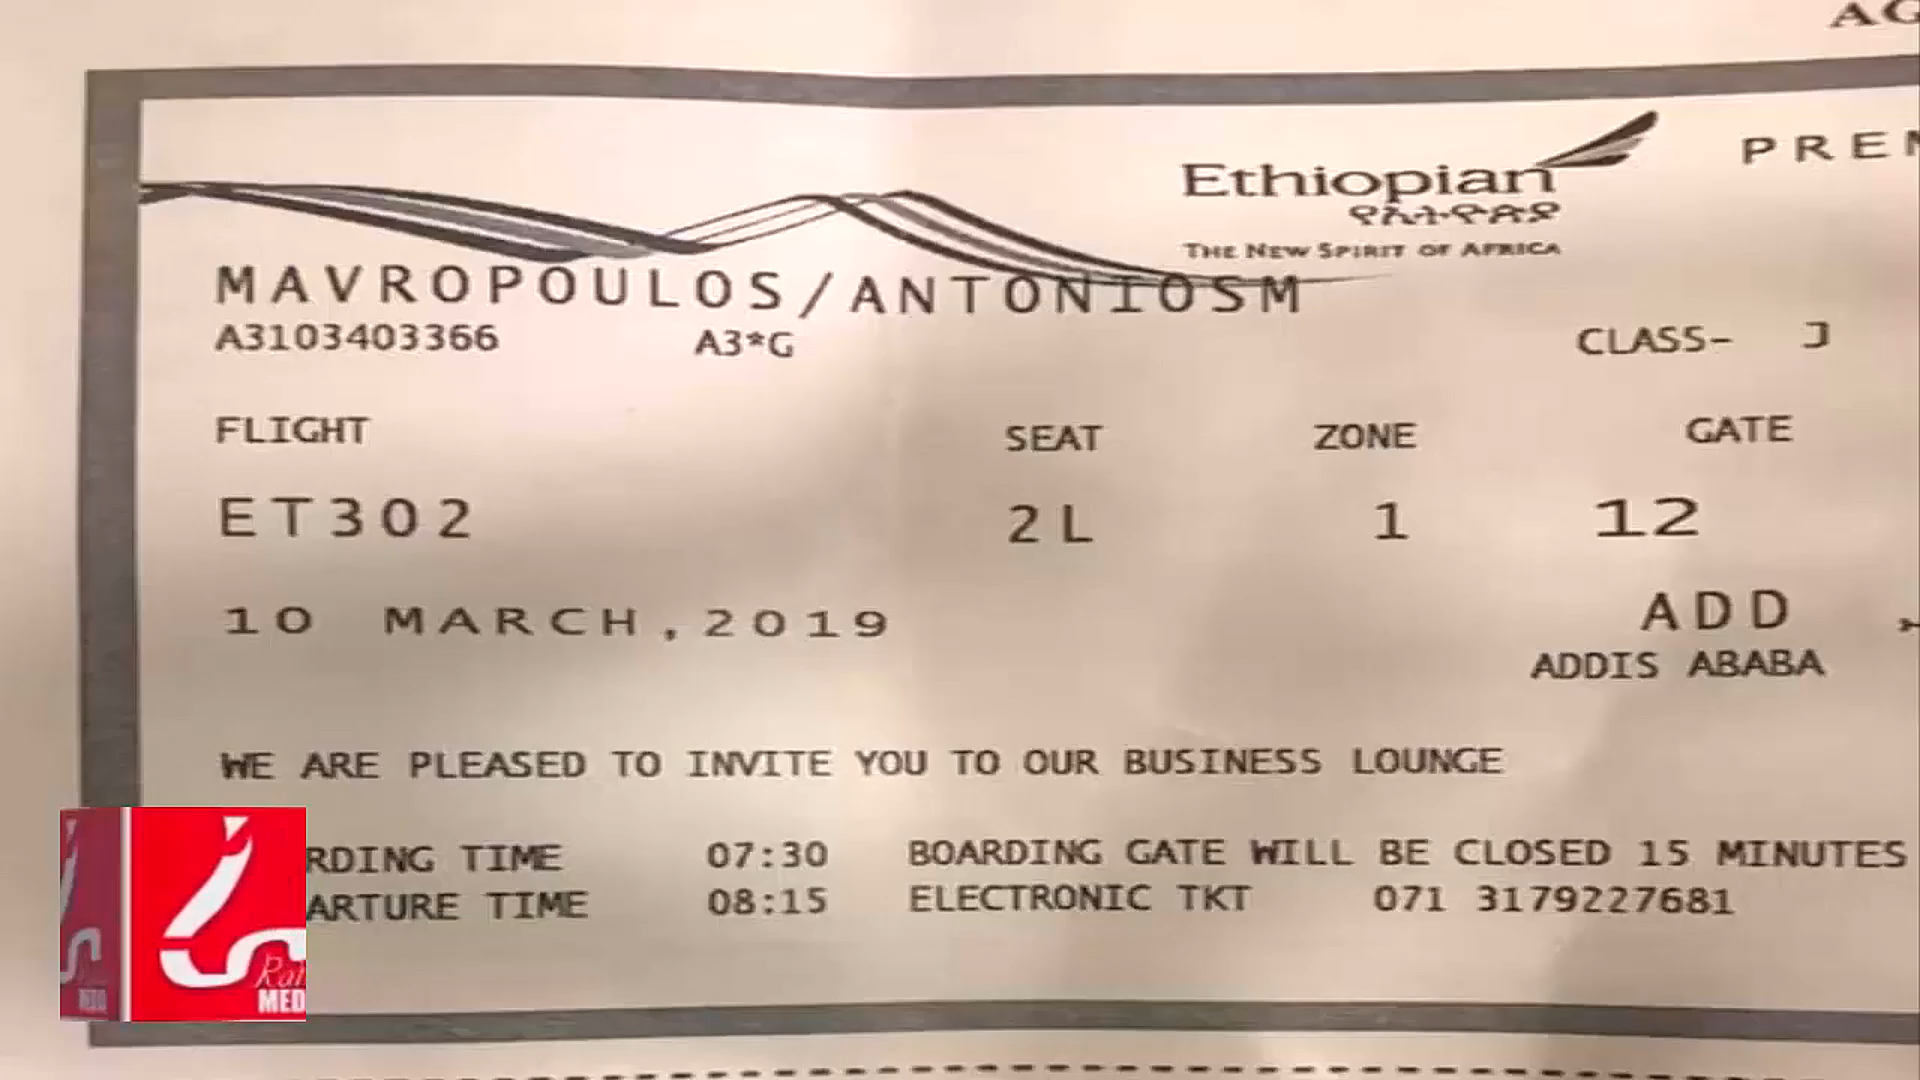 Ethiopian
የኢትዮጵያ
THE NEW SPIRIT OF AFRICA
MAVROPOULOS/ANTONIOSM
A3103403366 A3*G CLASS- J
FLIGHT SEAT ZONE GATE
ET302 2L 1 12
10 MARCH,2019 ADD
ADDIS ABABA
WE ARE PLEASED TO INVITE YOU TO OUR BUSINESS LOUNGE
RDING TIME 07:30 BOARDING GATE WILL BE CLOSED 15 MINUTES
ARTURE TIME 08:15 ELECTRONIC TKT 071 3179227681